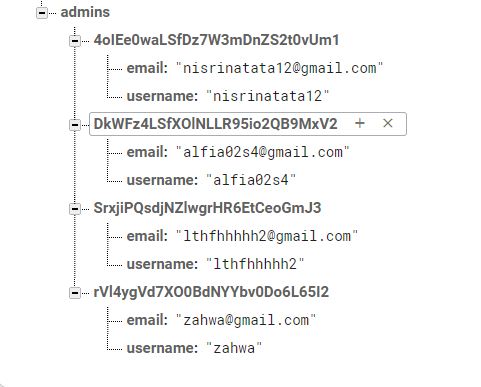 admins
4oIEe0waLSfDz7W3mDnZS2t0vUm1
email: "nisrinatata12@gmail.com"
username: "nisrinatata12"
DkWFz4LSfXOlNLLR95io2QB9MxV2
email: "alfia02s4@gmail.com"
username: "alfia02s4"
SrxjiPQsdjNZlwgrHR6EtCeoGmJ3
email: "lthfhhhhh2@gmail.com"
username: "lthfhhhhh2"
rVl4ygVd7XO0BdNYYbv0Do6L65I2
email: "zahwa@gmail.com"
username: "zahwa"